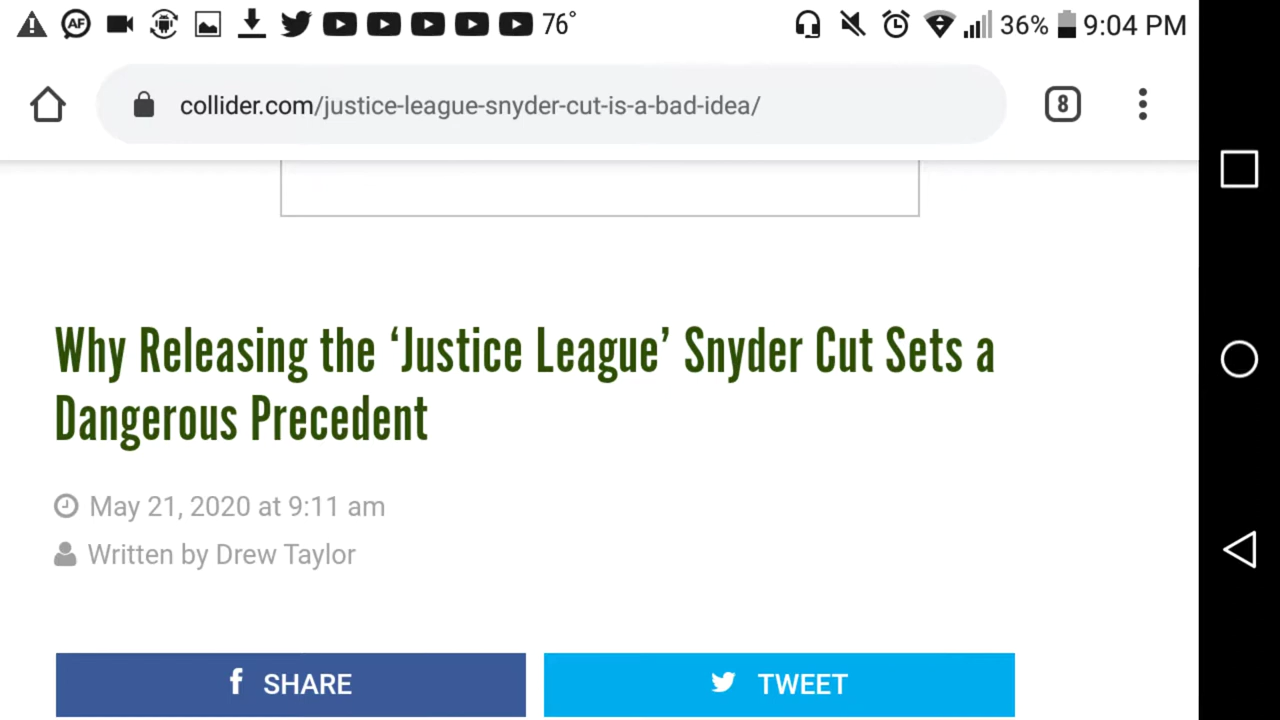 AF 76° 36% 9:04 PM
collider.com/justice-league-snyder-cut-is-a-bad-idea/ 8
Why Releasing the ‘Justice League’ Snyder Cut Sets a
Dangerous Precedent
May 21, 2020 at 9:11 am
Written by Drew Taylor
f SHARE TWEET